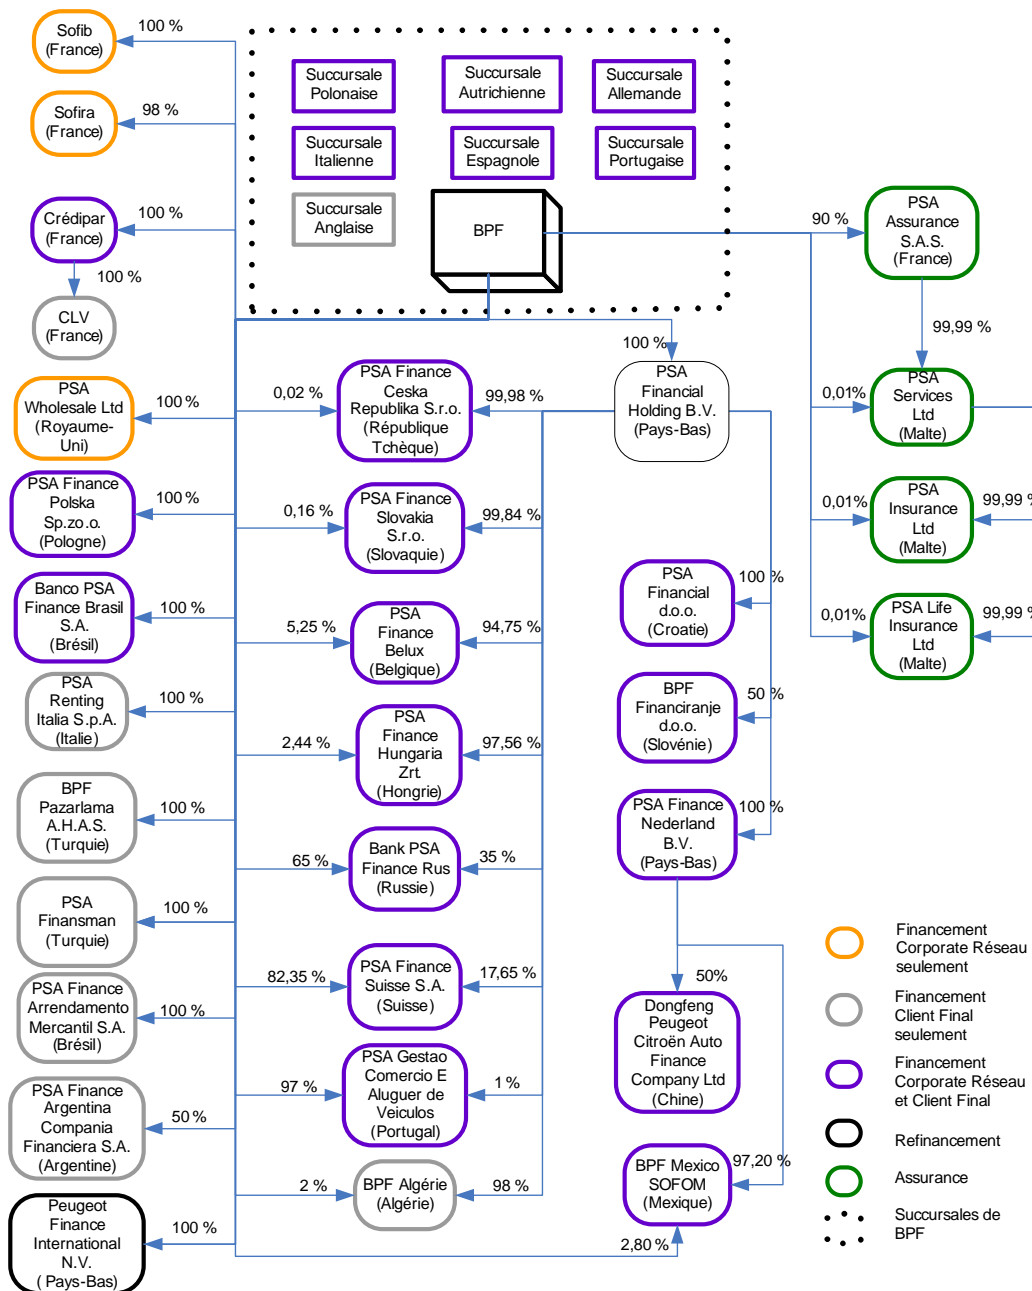 Sofib
(France)
100 %
Sofira
(France)
98 %
Crédipar
(France)
100 %
100 %
CLV
(France)
PSA
Wholesale Ltd
(Royaume-
Uni)
100 %
PSA Finance
Polska
Sp.zo.o.
(Pologne)
100 %
Banco PSA
Finance Brasil
S.A.
(Brésil)
100 %
PSA
Renting
Italia S.p.A.
(Italie)
100 %
BPF
Pazarlama
A.H.A.S.
(Turquie)
100 %
PSA
Finansman
(Turquie)
100 %
PSA Finance
Arrendamento
Mercantil S.A.
(Brésil)
100 %
PSA Finance
Argentina
Compania
Financiera S.A.
(Argentine)
50 %
Peugeot
Finance
International
N.V.
( Pays-Bas)
100 %
Succursale
Polonaise
Succursale
Autrichienne
Succursale
Allemande
Succursale
Italienne
Succursale
Espagnole
Succursale
Portugaise
Succursale
Anglaise
BPF
0,02 %
PSA Finance
Ceska
Republika S.r.o.
(République
Tchèque)
99,98 %
0,16 %
PSA Finance
Slovakia
S.r.o.
(Slovaquie)
99,84 %
5,25 %
PSA
Finance
Belux
(Belgique)
94,75 %
2,44 %
PSA
Finance
Hungaria
Zrt.
(Hongrie)
97,56 %
65 %
Bank PSA
Finance Rus
(Russie)
35 %
82,35 %
PSA Finance
Suisse S.A.
(Suisse)
17,65 %
97 %
PSA Gestao
Comercio E
Aluguer de
Veiculos
(Portugal)
1 %
2 %
BPF Algérie
(Algérie)
98 %
100 %
PSA
Financial
Holding B.V.
(Pays-Bas)
PSA
Financial
d.o.o.
(Croatie)
100 %
BPF
Financiranje
d.o.o.
(Slovénie)
50 %
PSA Finance
Nederland
B.V.
(Pays-Bas)
100 %
50%
Dongfeng
Peugeot
Citroën Auto
Finance
Company Ltd
(Chine)
BPF Mexico
SOFOM
(Mexique)
97,20 %
2,80 %
90 %
PSA
Assurance
S.A.S.
(France)
99,99 %
0,01%
PSA
Services
Ltd
(Malte)
0,01%
PSA
Insurance
Ltd
(Malte)
99,99 %
0,01%
PSA Life
Insurance
Ltd
(Malte)
99,99 %
Financement
Corporate Réseau
seulement
Financement
Client Final
seulement
Financement
Corporate Réseau
et Client Final
Refinancement
Assurance
Succursales de
BPF